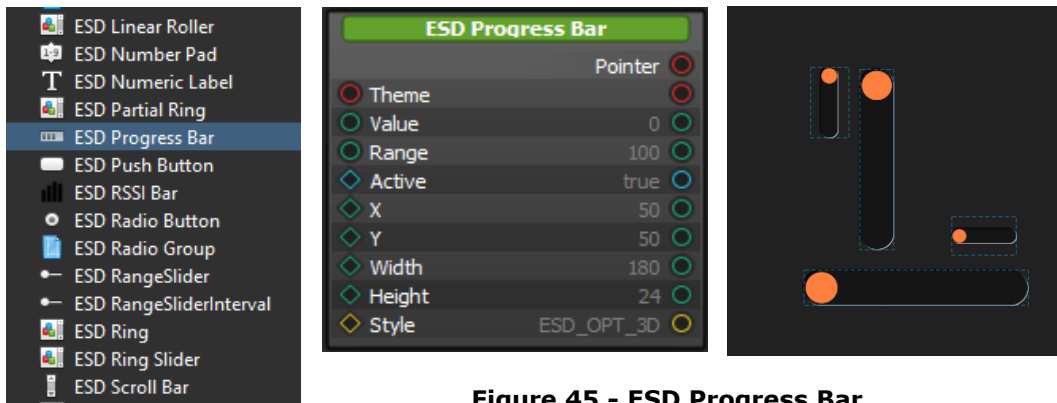 ESD Linear Roller
1-9 ESD Number Pad
T ESD Numeric Label
ESD Partial Ring
ESD Progress Bar
ESD Push Button
ESD RSSI Bar
ESD Radio Button
ESD Radio Group
ESD RangeSlider
ESD RangeSliderInterval
ESD Ring
ESD Ring Slider
ESD Scroll Bar
ESD Progress Bar
Pointer
Theme
Value 0
Range 100
Active true
X 50
Y 50
Width 180
Height 24
Style ESD_OPT_3D
Figure 45 - ESD Progress Bar